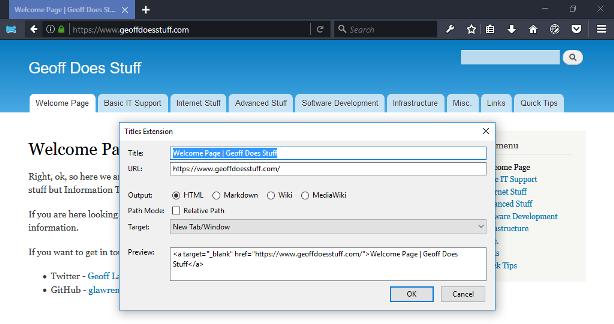 Welcome Page | Geoff Does St...
https://www.geoffdoesstuff.com
Search
Geoff Does Stuff
Welcome Page Basic IT Support Internet Stuff Advanced Stuff Software Development Infrastructure Misc. Links Quick Tips
Welcome Pa
Right, ok, so here we ar
stuff but Information T
If you are here looking
information.
If you want to get in tou
• Twitter - Geoff La
• GitHub - glawren
Titles Extension
Title: Welcome Page | Geoff Does Stuff
URL: https://www.geoffdoesstuff.com/
Output: HTML Markdown Wiki MediaWiki
Path Mode: Relative Path
Target: New Tab/Window
Preview: <a target="_blank" href="https://www.geoffdoesstuff.com/">Welcome Page | Geoff Does
Stuff</a>
OK Cancel
menu
ome Page
e IT Support
rnet Stuff
anced Stuff
ware Development
astructure
k Tips